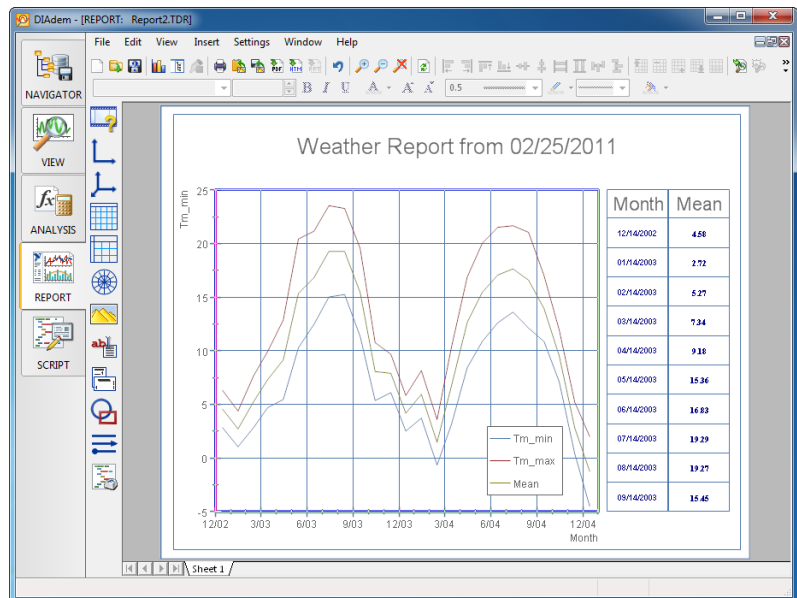 DIAdem - [REPORT: Report2.TDR]
File Edit View Insert Settings Window Help
B I U A A A 0.5
NAVIGATOR
VIEW
ANALYSIS
REPORT
SCRIPT
Weather Report from 02/25/2011
Tm_min
25
20
15
10
5
0
-5
12/02 3/03 6/03 9/03 12/03 3/04 6/04 9/04 12/04
Month
Tm_min
Tm_max
Mean
Month Mean
12/14/2002 4.58
01/14/2003 2.72
02/14/2003 5.27
03/14/2003 7.34
04/14/2003 9.18
05/14/2003 15.36
06/14/2003 16.83
07/14/2003 19.29
08/14/2003 19.27
09/14/2003 15.45
Sheet 1